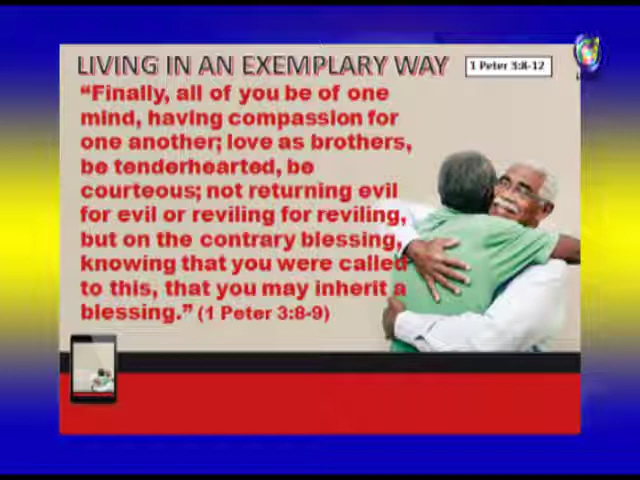 LIVING IN AN EXEMPLARY WAY
1 Peter 3:8-12
“Finally, all of you be of one
mind, having compassion for
one another; love as brothers,
be tenderhearted, be
courteous; not returning evil
for evil or reviling for reviling,
but on the contrary blessing,
knowing that you were called
to this, that you may inherit a
blessing.” (1 Peter 3:8-9)